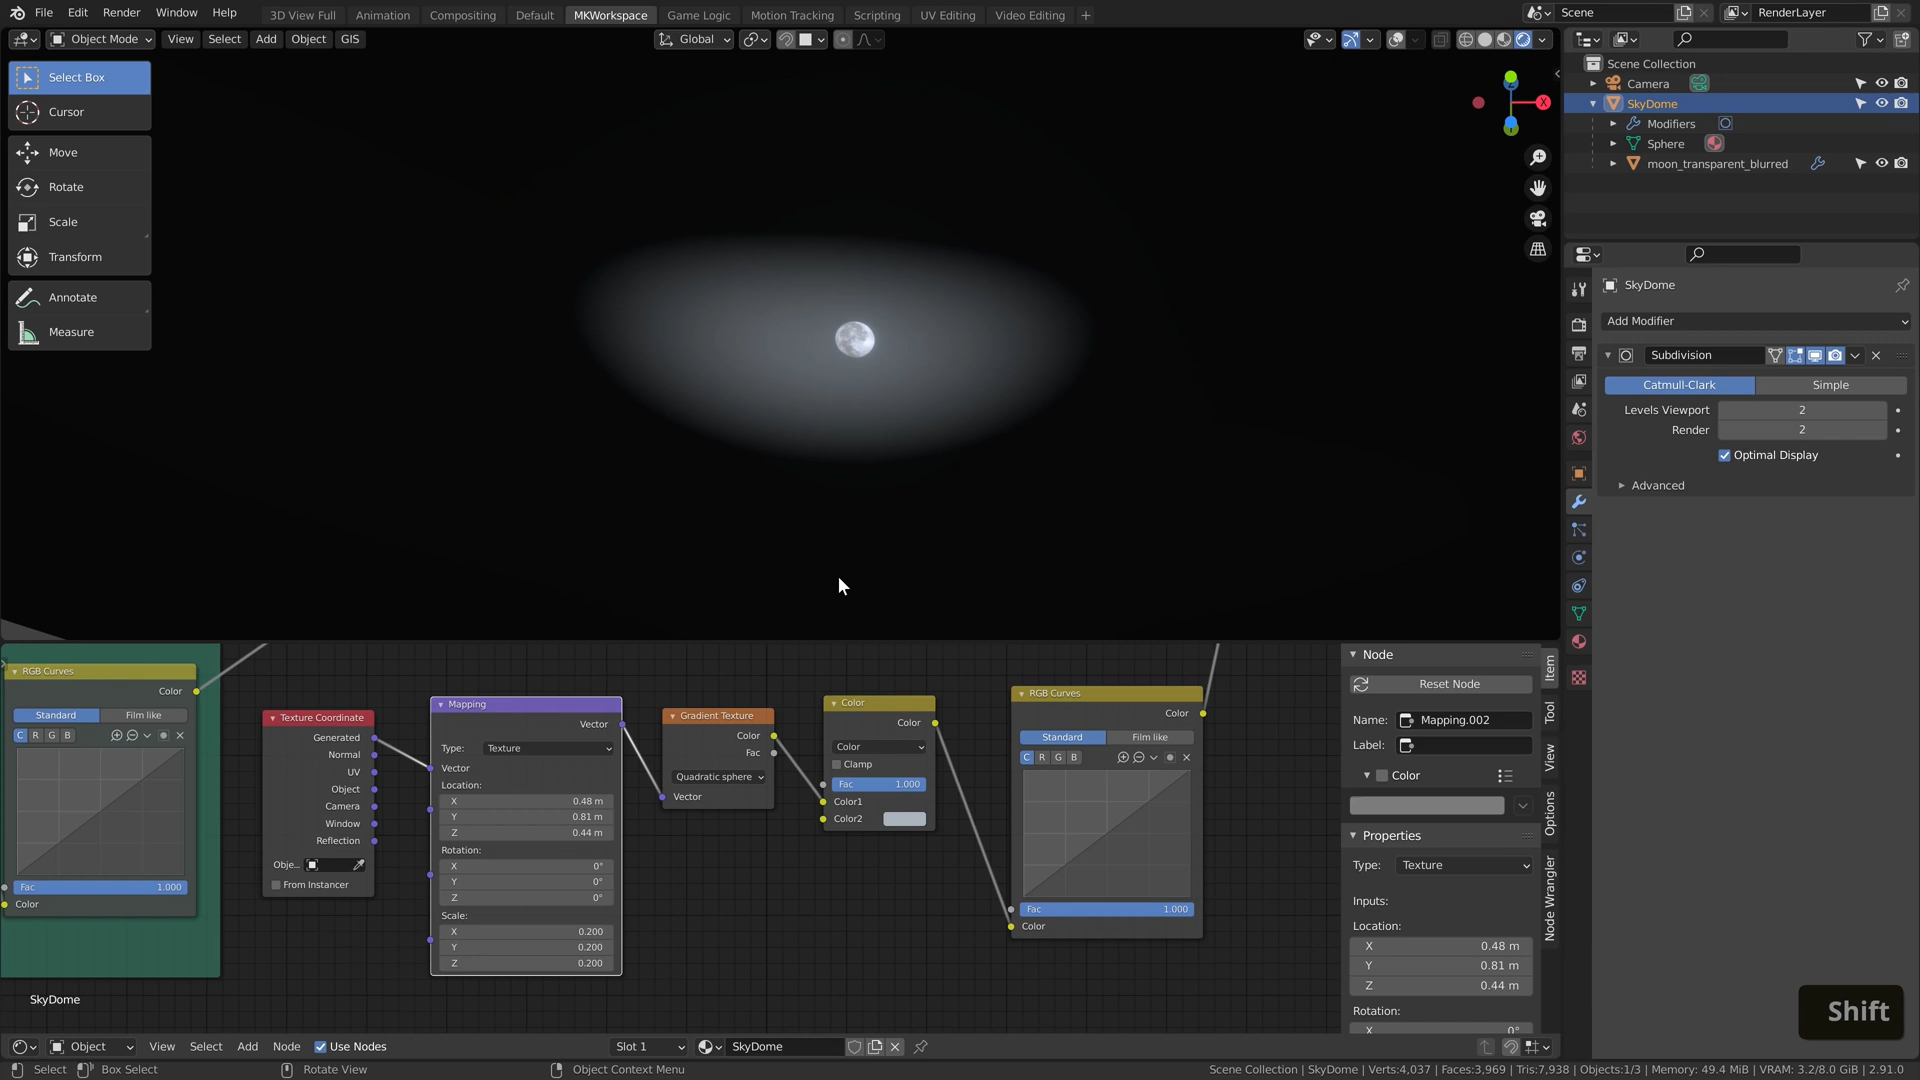 File Edit Render Window Help 3D View Full Animation Compositing Default MKWorkspace Game Logic Motion Tracking Scripting UV Editing Video Editing + Scene RenderLayer
Object Mode View Select Add Object GIS Global
Select Box
Cursor
Move
Rotate
Scale
Transform
Annotate
Measure
X
Scene Collection
Camera
SkyDome
Modifiers
Sphere
moon_transparent_blurred
SkyDome
Add Modifier
Subdivision
Catmull-Clark Simple
Levels Viewport 2
Render 2
Optimal Display
Advanced
RGB Curves
Color
Standard Film like
C R G B
Fac 1.000
Color
Texture Coordinate
Generated
Normal
UV
Object
Camera
Window
Reflection
Obje...
From Instancer
Mapping
Vector
Type: Texture
Vector
Location:
X 0.48 m
Y 0.81 m
Z 0.44 m
Rotation:
X 0°
Y 0°
Z 0°
Scale:
X 0.200
Y 0.200
Z 0.200
Gradient Texture
Color
Fac
Quadratic sphere
Vector
Color
Color
Color
Clamp
Fac 1.000
Color1
Color2
RGB Curves
Color
Standard Film like
C R G B
Fac 1.000
Color
Node
Reset Node
Name: Mapping.002
Label:
Color
Properties
Type: Texture
Inputs:
Location:
X 0.48 m
Y 0.81 m
Z 0.44 m
Rotation:
X 0°
Item
Tool
View
Options
Node Wrangler
SkyDome
Shift
Object View Select Add Node Use Nodes Slot 1 SkyDome
Select Box Select Rotate View Object Context Menu Scene Collection | SkyDome | Verts:4,037 | Faces:3,969 | Tris:7,938 | Objects:1/3 | Memory: 49.4 MiB | VRAM: 3.2/8.0 GiB | 2.91.0